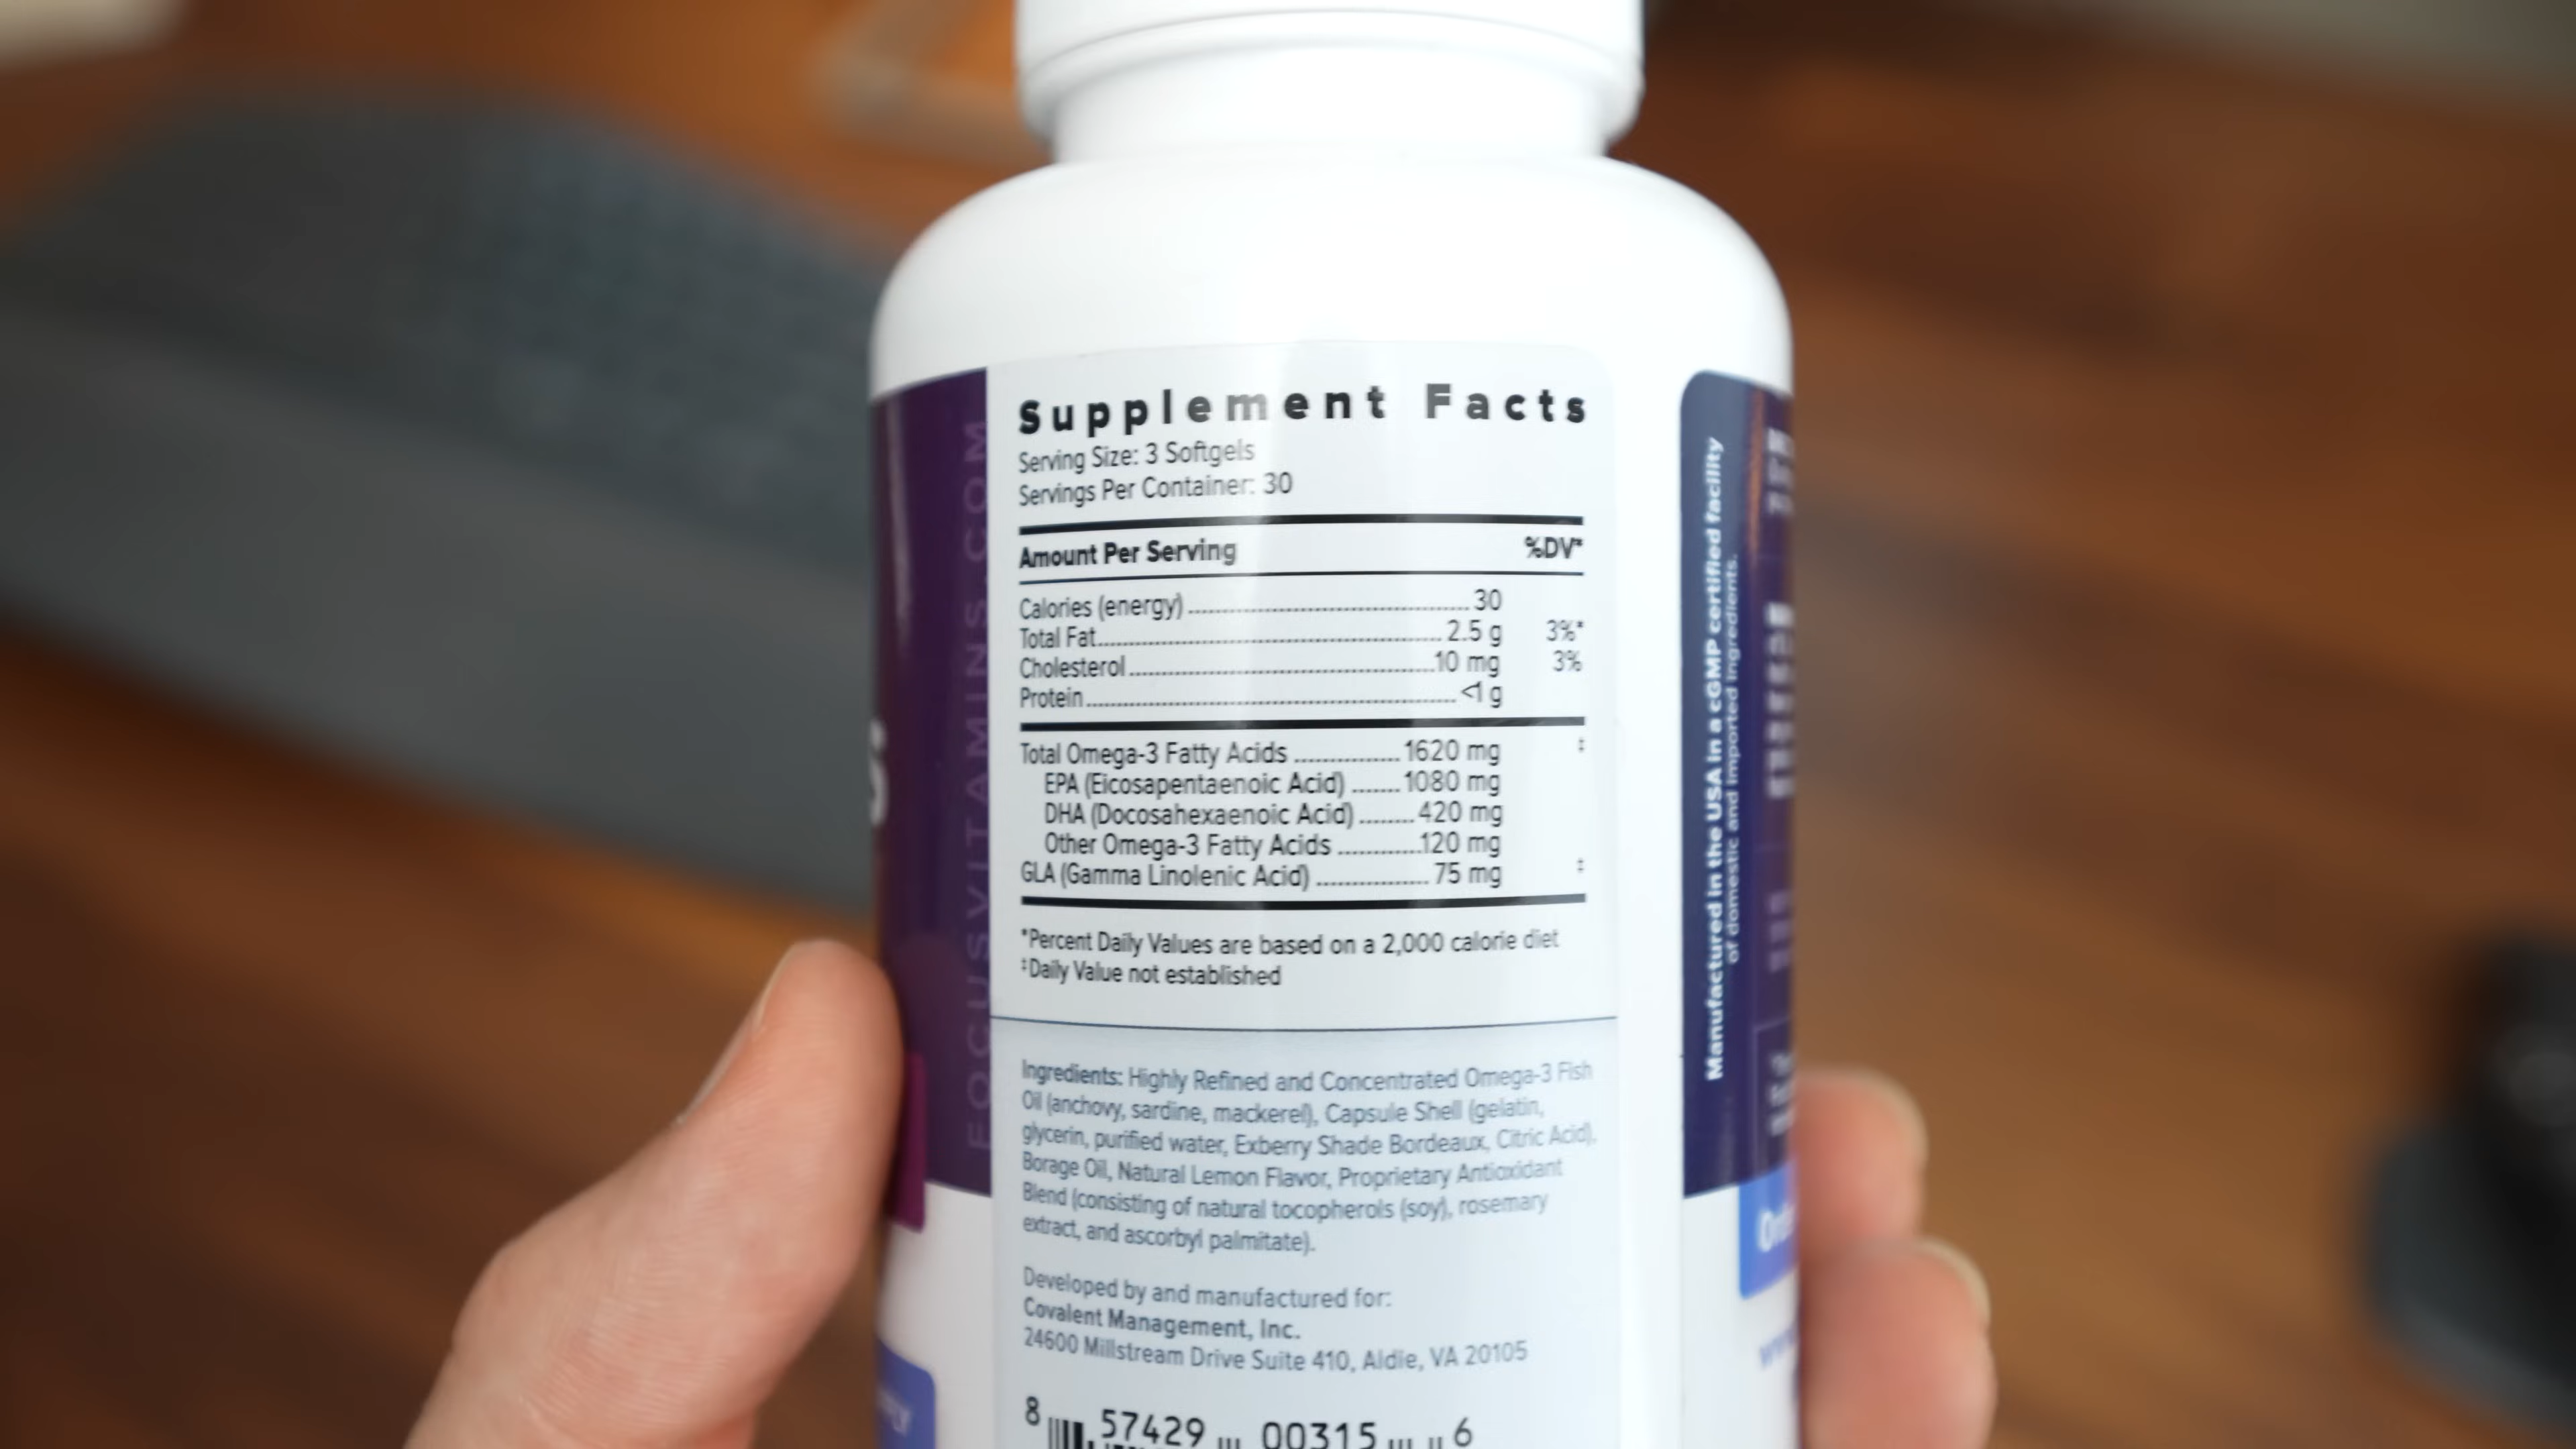 Supplement Facts
Serving Size: 3 Softgels
Servings Per Container: 30
Amount Per Serving %DV*
Calories (energy) 30
Total Fat 2.5 g 3%*
Cholesterol 10 mg 3%
Protein <1 g
Total Omega-3 Fatty Acids 1620 mg ‡
EPA (Eicosapentaenoic Acid) 1080 mg
DHA (Docosahexaenoic Acid) 420 mg
Other Omega-3 Fatty Acids 120 mg
GLA (Gamma Linolenic Acid) 75 mg ‡
*Percent Daily Values are based on a 2,000 calorie diet
‡Daily Value not established
Ingredients: Highly Refined and Concentrated Omega-3 Fish
Oil (anchovy, sardine, mackerel), Capsule Shell (gelatin,
glycerin, purified water, Exberry Shade Bordeaux, Citric Acid),
Borage Oil, Natural Lemon Flavor, Proprietary Antioxidant
Blend (consisting of natural tocopherols (soy), rosemary
extract, and ascorbyl palmitate).
Developed by and manufactured for:
Covalent Management, Inc.
24600 Millstream Drive Suite 410, Aldie, VA 20105
8 57429 00315 6
FOCUSVITAMINS.COM
Manufactured in the USA in a cGMP certified facility
of domestic and imported ingredients.